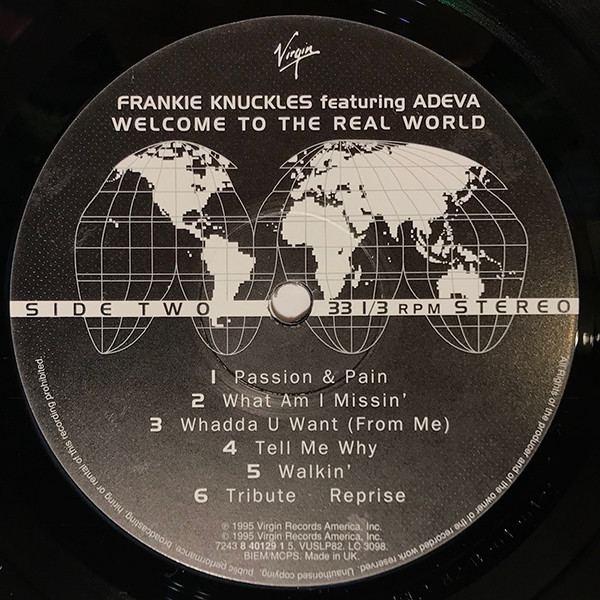 Virgin
FRANKIE KNUCKLES featuring ADEVA
WELCOME TO THE REAL WORLD
SIDE TWO 33 1/3 RPM STEREO
1 Passion & Pain
2 What Am I Missin'
3 Whadda U Want (From Me)
4 Tell Me Why
5 Walkin'
6 Tribute Reprise
℗ 1995 Virgin Records America, Inc.
© 1995 Virgin Records America, Inc.
7243 8 40129 1 5. VUSLP82. LC 3098.
BIEM/MCPS. Made in UK.
All Rights of the producer and of the owner of the recorded work reserved. Unauthorised copying, public performance, broadcasting, hiring or rental of this recording prohibited.